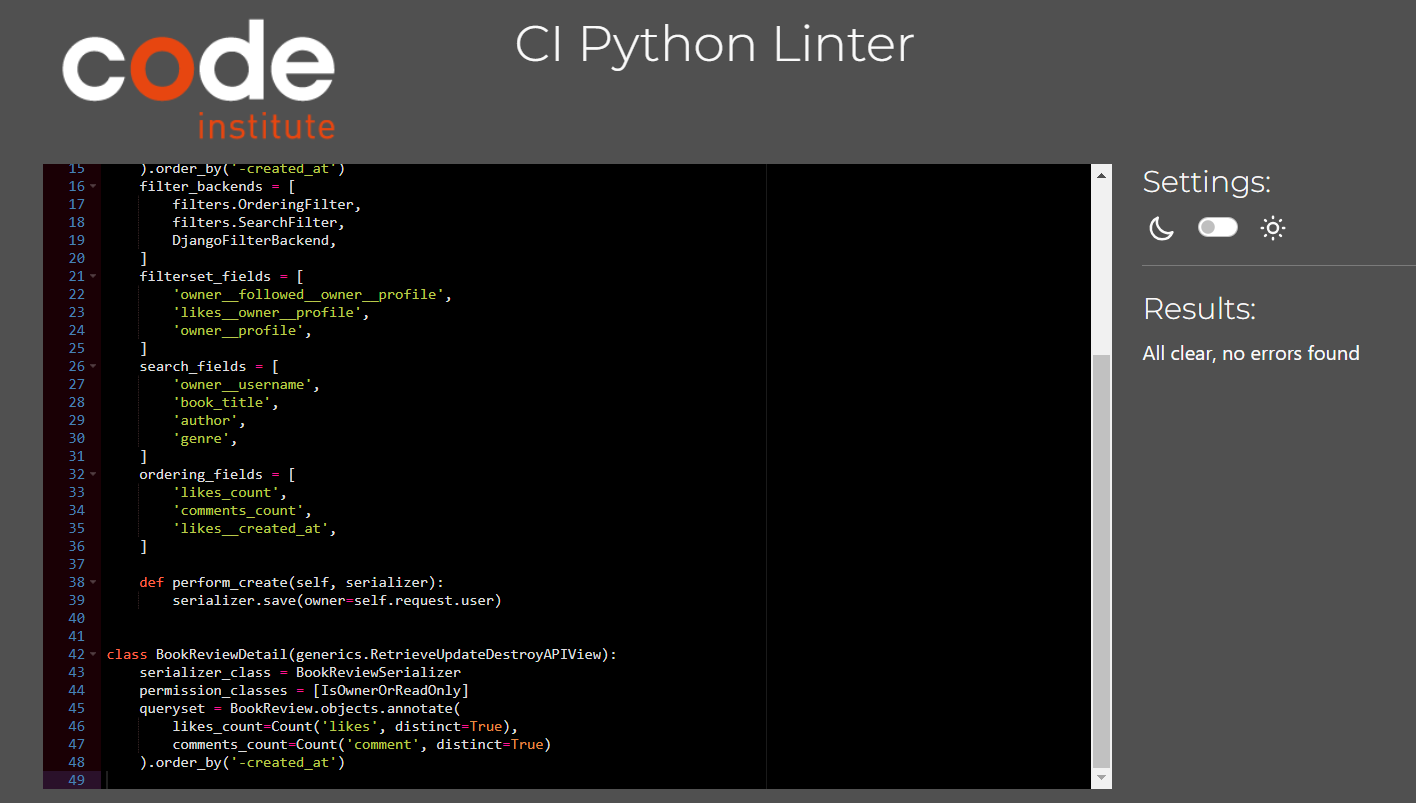 code
institute
CI Python Linter
15     ).order_by('-created_at')
16     filter_backends = [
17         filters.OrderingFilter,
18         filters.SearchFilter,
19         DjangoFilterBackend,
20     ]
21     filterset_fields = [
22         'owner__followed__owner__profile',
23         'likes__owner__profile',
24         'owner__profile',
25     ]
26     search_fields = [
27         'owner__username',
28         'book_title',
29         'author',
30         'genre',
31     ]
32     ordering_fields = [
33         'likes_count',
34         'comments_count',
35         'likes__created_at',
36     ]
37
38     def perform_create(self, serializer):
39         serializer.save(owner=self.request.user)
40
41
42 class BookReviewDetail(generics.RetrieveUpdateDestroyAPIView):
43     serializer_class = BookReviewSerializer
44     permission_classes = [IsOwnerOrReadOnly]
45     queryset = BookReview.objects.annotate(
46         likes_count=Count('likes', distinct=True),
47         comments_count=Count('comment', distinct=True)
48     ).order_by('-created_at')
49
Settings:
Results:
All clear, no errors found